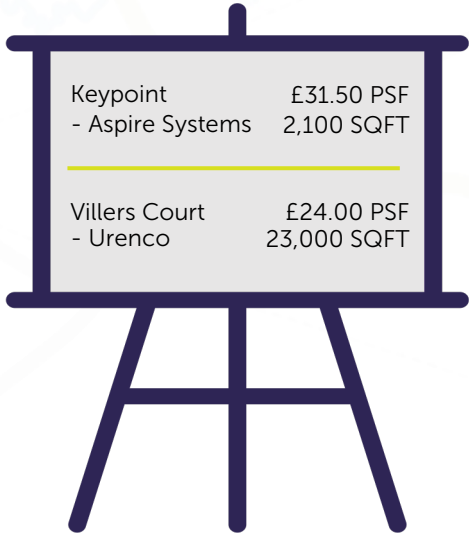 Keypoint £31.50 PSF
- Aspire Systems 2,100 SQFT
Villers Court £24.00 PSF
- Urenco 23,000 SQFT